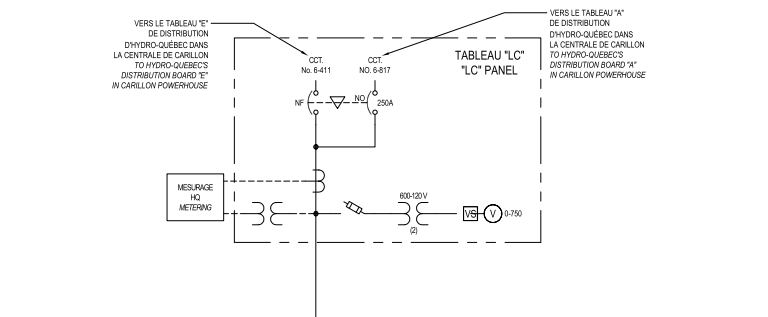 VERS LE TABLEAU "E"
DE DISTRIBUTION
D'HYDRO-QUÉBEC DANS
LA CENTRALE DE CARILLON
TO HYDRO-QUEBEC'S
DISTRIBUTION BOARD "E"
IN CARILLON POWERHOUSE
VERS LE TABLEAU "A"
DE DISTRIBUTION
D'HYDRO-QUÉBEC DANS
LA CENTRALE DE CARILLON
TO HYDRO-QUEBEC'S
DISTRIBUTION BOARD "A"
IN CARILLON POWERHOUSE
CCT.
No. 6-411
CCT.
NO. 6-817
TABLEAU "LC"
"LC" PANEL
NF
NO
250A
MESURAGE
HQ
METERING
600-120 V
(2)
VS
V
0-750